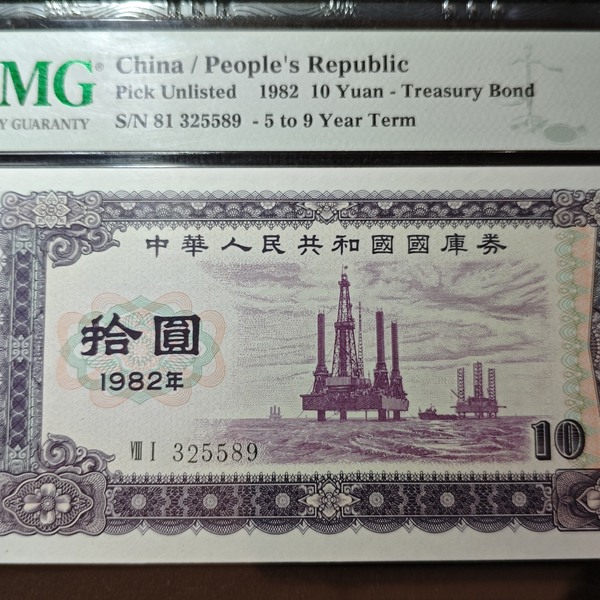 MG China / People's Republic
Pick Unlisted 1982 10 Yuan - Treasury Bond
Y GUARANTY S/N 81 325589 - 5 to 9 Year Term
中華人民共和國國庫券
拾圓
1982年
Ⅷ Ⅰ 325589
10